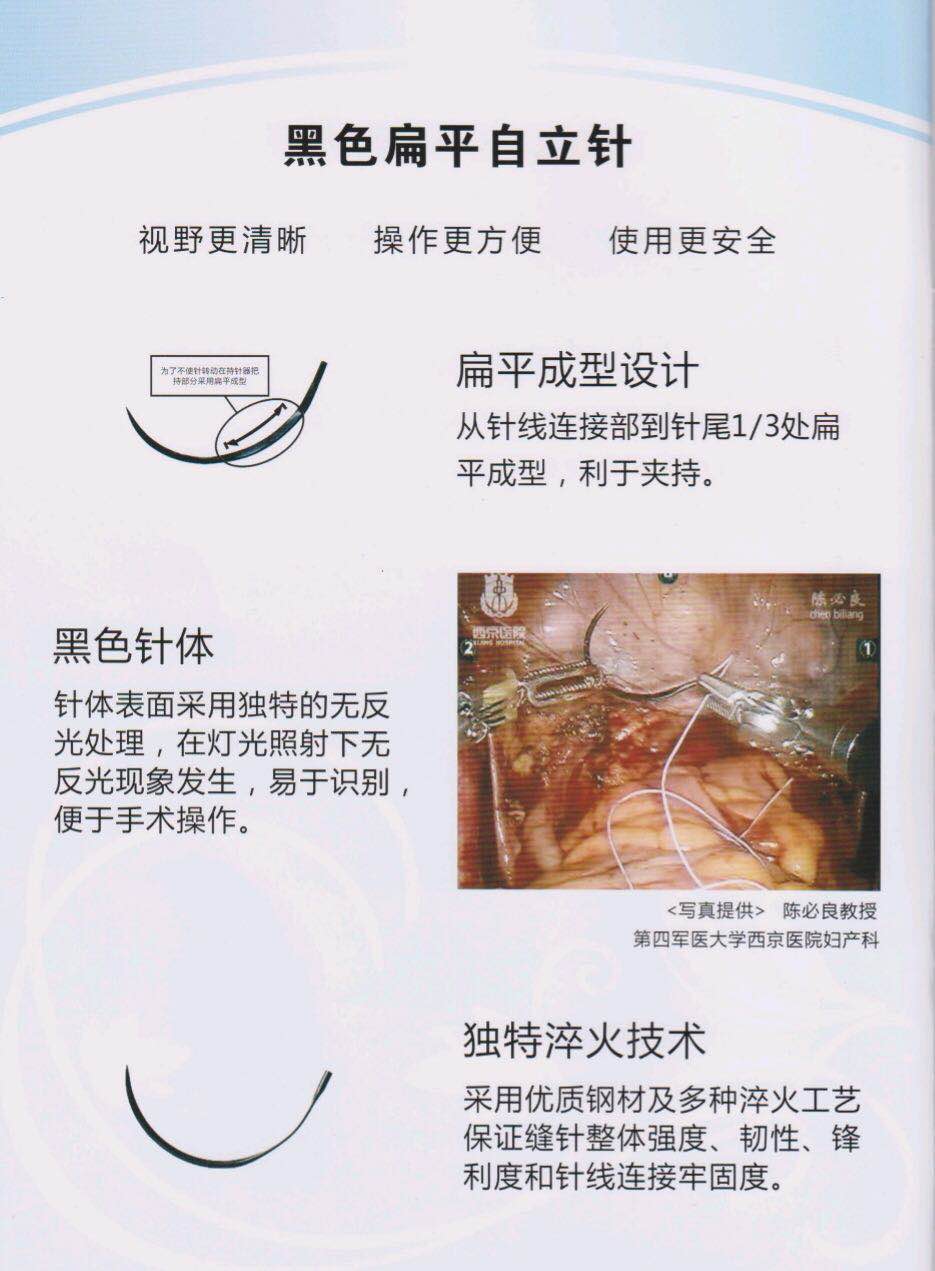 黑色扁平自立针
视野更清晰 操作更方便 使用更安全
为了不使针转动在持针器把
持部分采用扁平成型
扁平成型设计
从针线连接部到针尾1/3处扁
平成型，利于夹持。
黑色针体
针体表面采用独特的无反
光处理，在灯光照射下无
反光现象发生，易于识别，
便于手术操作。
西京医院
XIJING HOSPITAL
陈必良
chen biliang
2
1
<写真提供> 陈必良教授
第四军医大学西京医院妇产科
独特淬火技术
采用优质钢材及多种淬火工艺
保证缝针整体强度、韧性、锋
利度和针线连接牢固度。